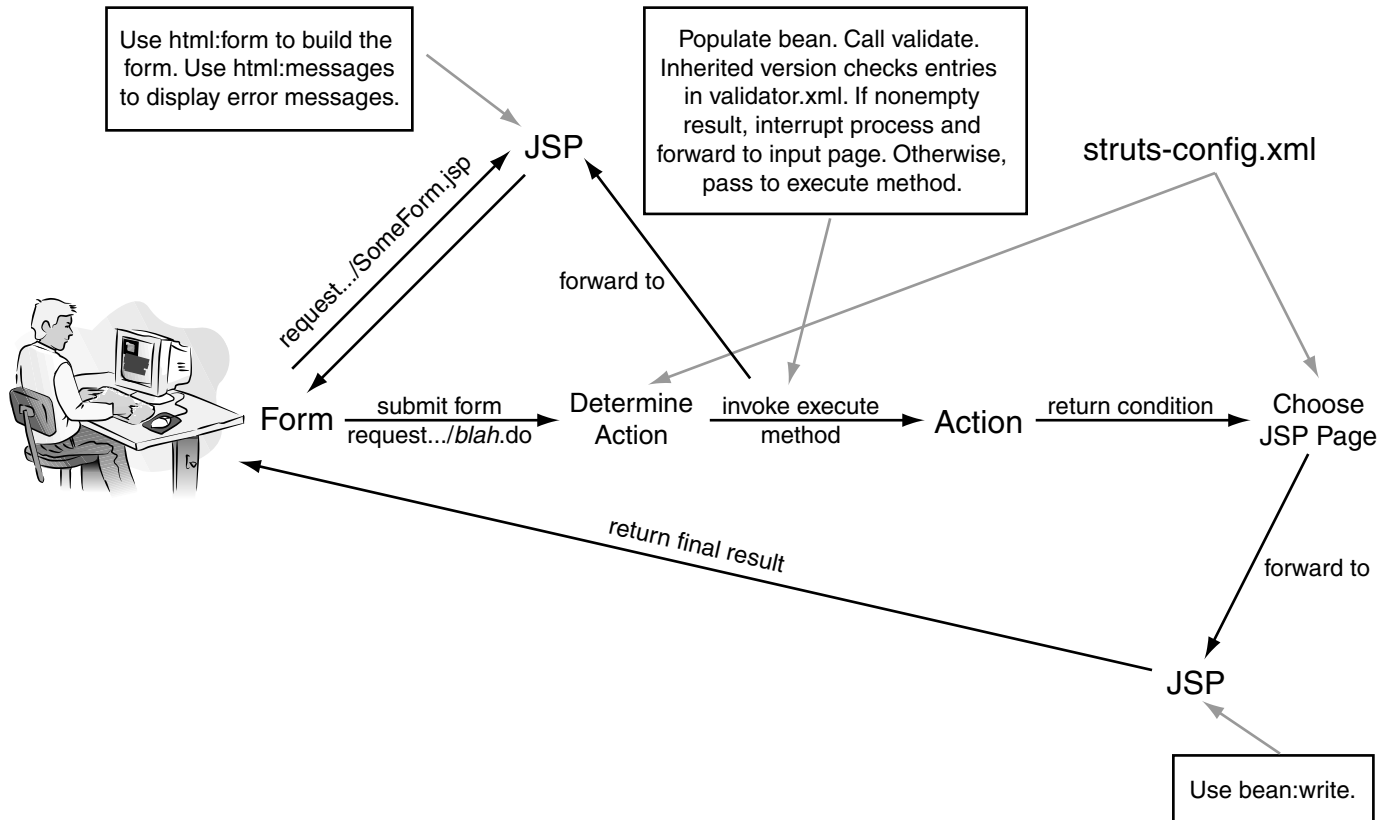 Use html:form to build the
form. Use html:messages
to display error messages.
Populate bean. Call validate.
Inherited version checks entries
in validator.xml. If nonempty
result, interrupt process and
forward to input page. Otherwise,
pass to execute method.
JSP
struts-config.xml
request.../SomeForm.jsp
forward to
Form
submit form
request.../blah.do
Determine
Action
invoke execute
method
Action
return condition
Choose
JSP Page
return final result
forward to
JSP
Use bean:write.